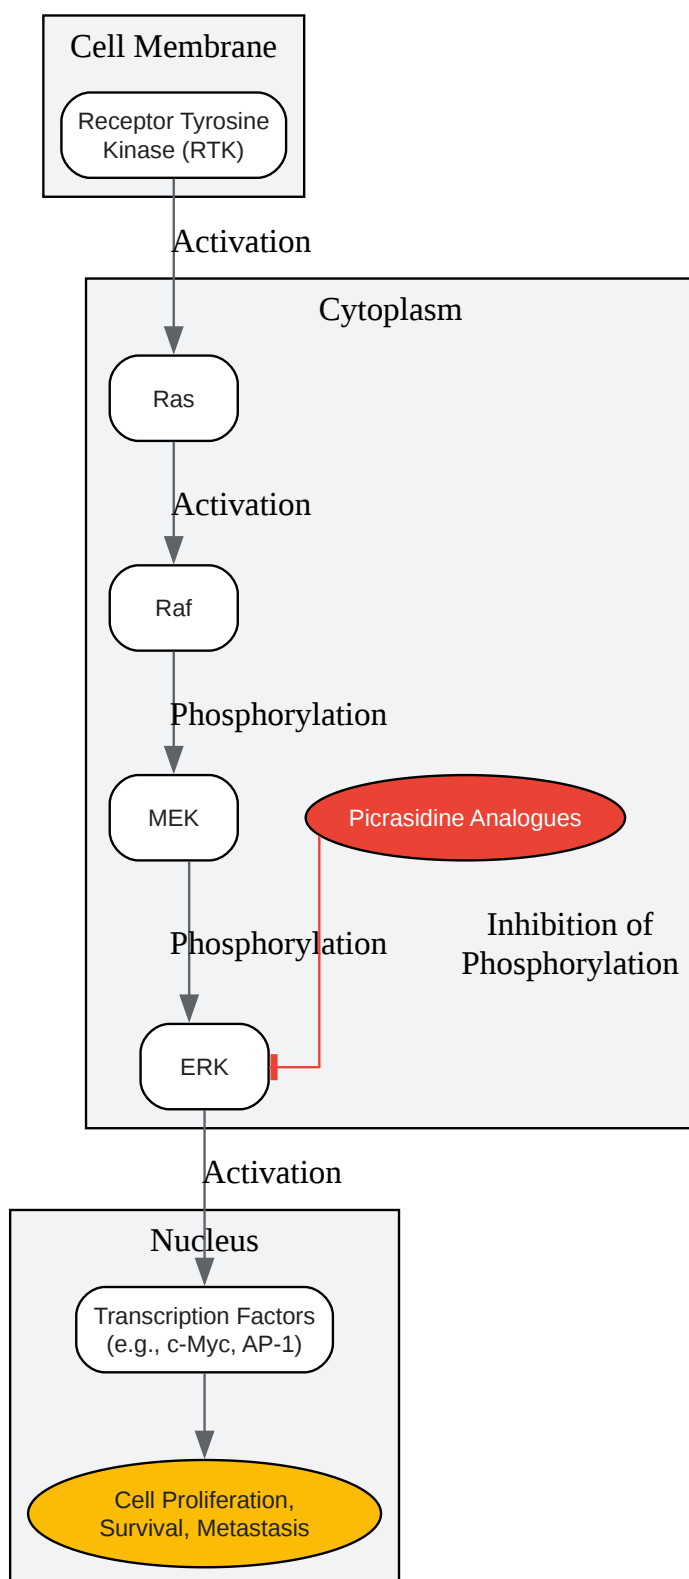 Cell Membrane
Receptor Tyrosine
Kinase (RTK)
Activation
Cytoplasm
Ras
Activation
Raf
Phosphorylation
MEK
Picrasidine Analogues
Phosphorylation
Inhibition of
Phosphorylation
ERK
Activation
Nucleus
Transcription Factors
(e.g., c-Myc, AP-1)
Cell Proliferation,
Survival, Metastasis